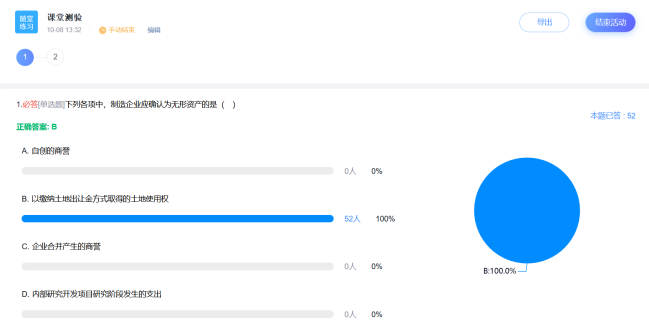 随堂
练习
课堂测验
10-08 13:32 手动结束 编辑
导出
结束活动
1 2
1.必答[单选题]下列各项中，制造企业应确认为无形资产的是（ ）
本题已答：52
正确答案: B
A. 自创的商誉
0人 0%
B. 以缴纳土地出让金方式取得的土地使用权
52人 100%
C. 企业合并产生的商誉
0人 0%
D. 内部研究开发项目研究阶段发生的支出
0人 0%
B:100.0%